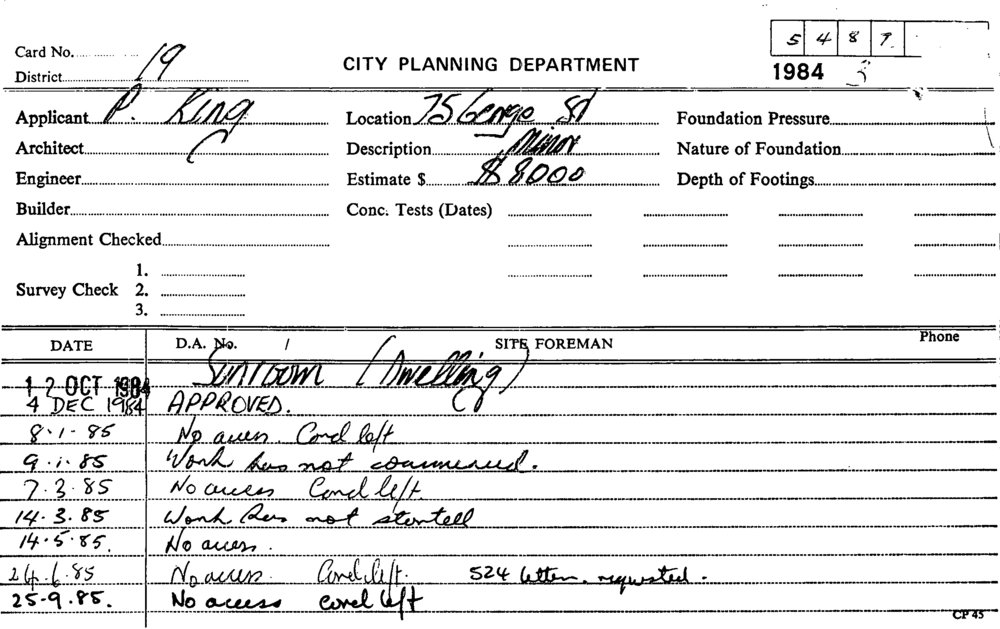 5 4 8 9
Card No. 19
District
CITY PLANNING DEPARTMENT
1984
Applicant P. King
Location 75 George St
Foundation Pressure
Architect
Description Minor
Nature of Foundation
Engineer
Estimate $ $8000
Depth of Footings
Builder
Conc. Tests (Dates)
Alignment Checked
1.
Survey Check 2.
3.
DATE D.A. No. / SITE FOREMAN Phone
12 OCT 1984 Sunroom (Dwelling)
4 DEC 1984 APPROVED.
8.1.85 No access. Card left
9.1.85 Work has not commenced.
7.3.85 No access Card left.
14.3.85 Work has not started
14.5.85. No access.
24.6.85 No access. Card left. 524 letter requested.
25.9.85. No access card left
CP 45